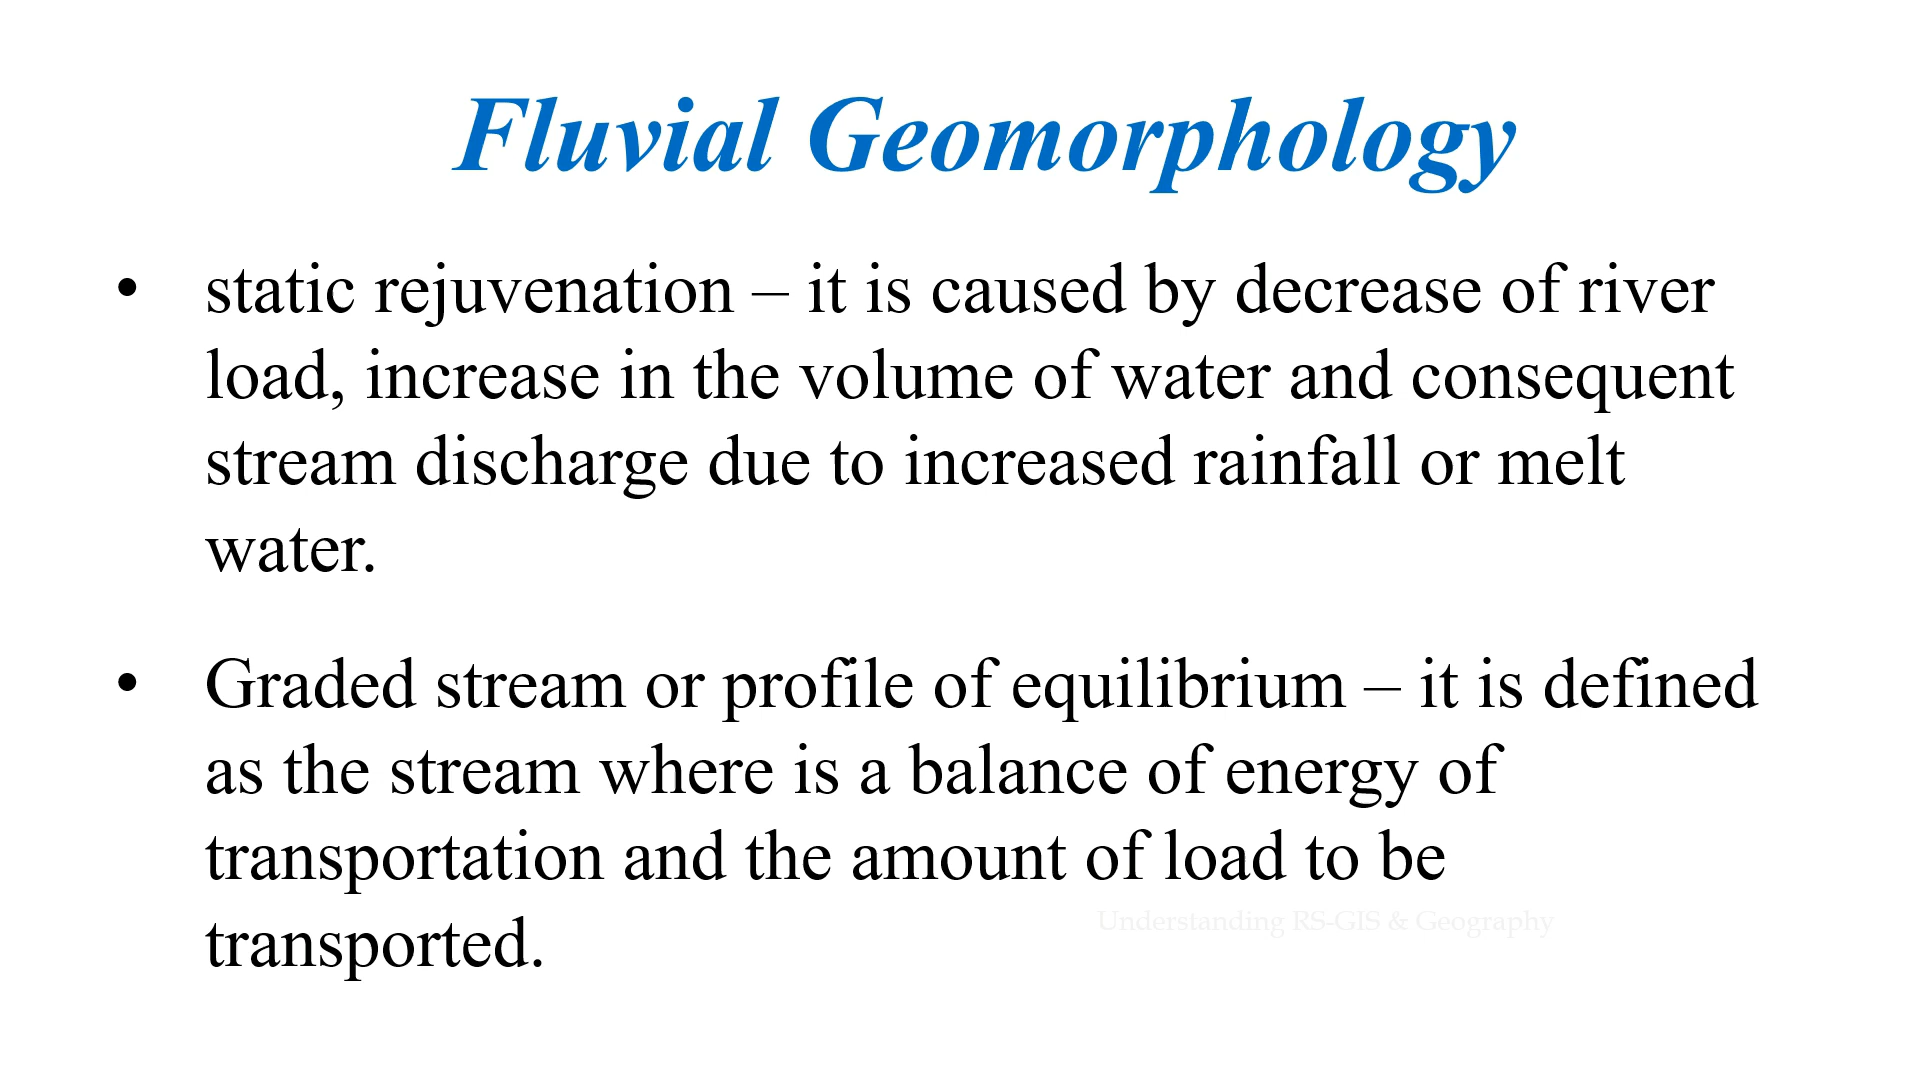 Fluvial Geomorphology
• static rejuvenation – it is caused by decrease of river
load, increase in the volume of water and consequent
stream discharge due to increased rainfall or melt
water.
• Graded stream or profile of equilibrium – it is defined
as the stream where is a balance of energy of
transportation and the amount of load to be
transported.
Understanding RS-GIS & Geography